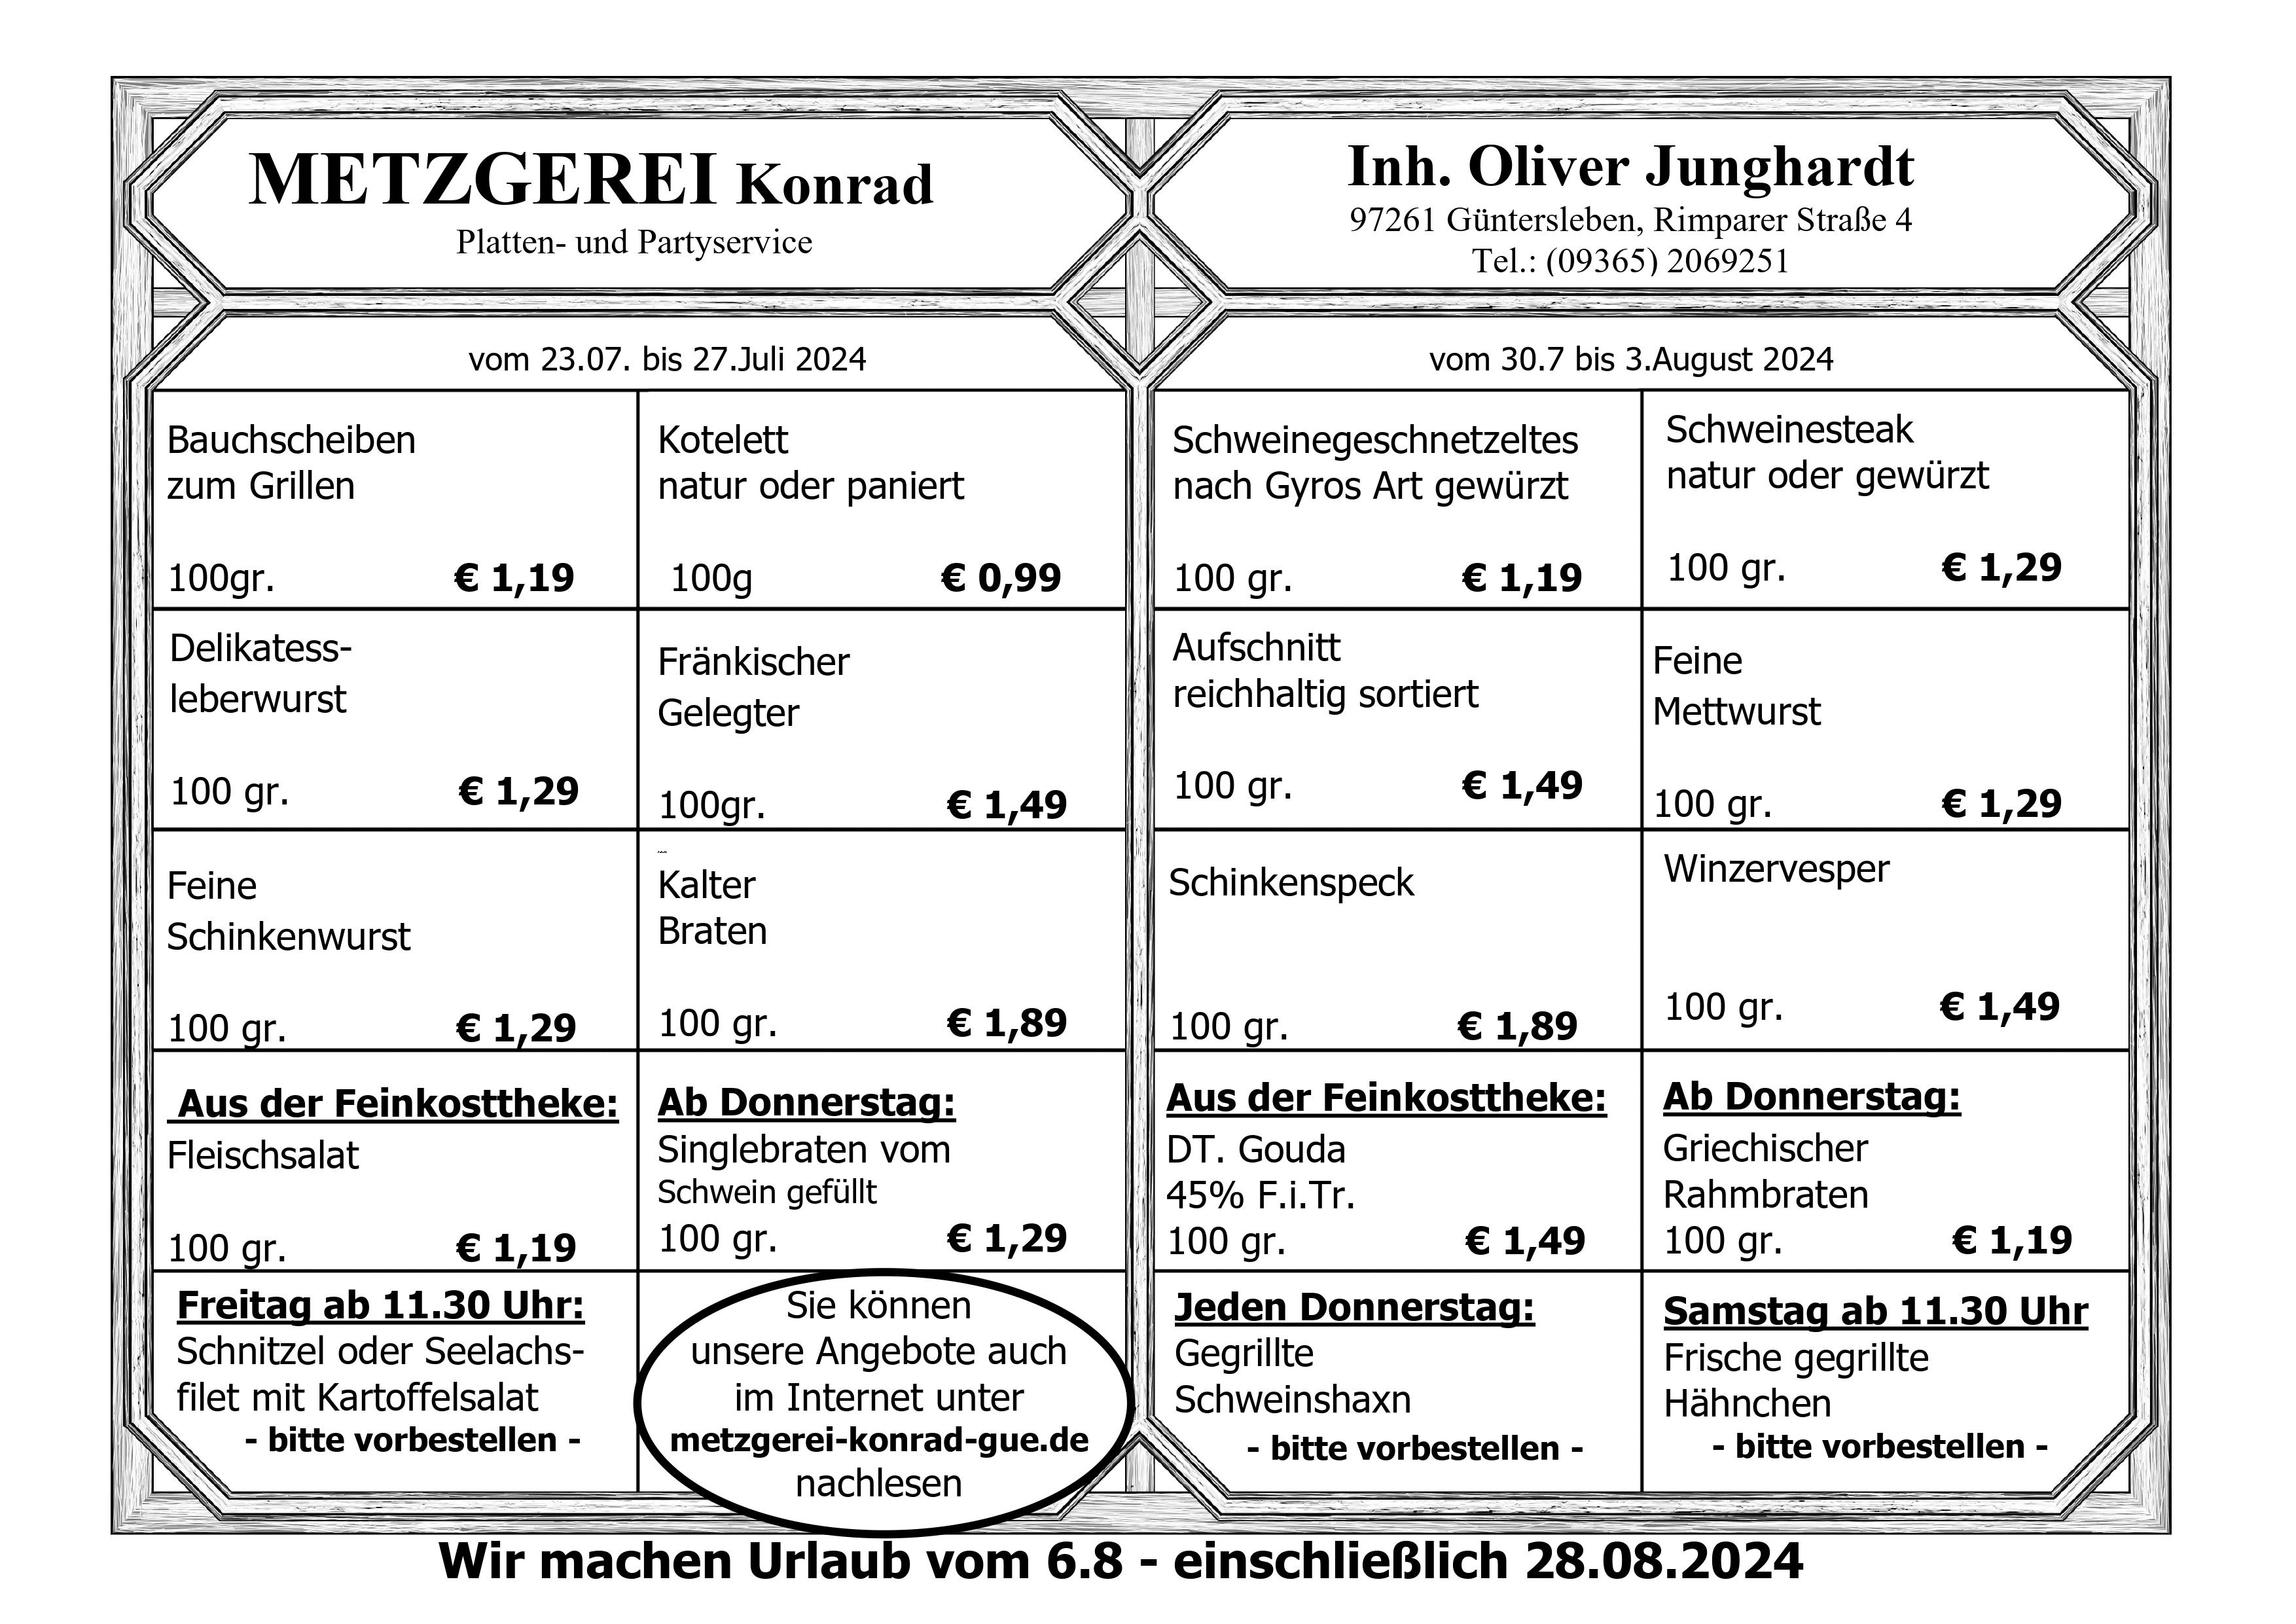 METZGEREI Konrad
Platten- und Partyservice
Inh. Oliver Junghardt
97261 Güntersleben, Rimparer Straße 4
Tel.: (09365) 2069251
vom 23.07. bis 27.Juli 2024
Bauchscheiben
zum Grillen
100gr. € 1,19
Kotelett
natur oder paniert
100g € 0,99
Delikatess-
leberwurst
100 gr. € 1,29
Fränkischer
Gelegter
100gr. € 1,49
Feine
Schinkenwurst
100 gr. € 1,29
Kalter
Braten
100 gr. € 1,89
Aus der Feinkosttheke:
Fleischsalat
100 gr. € 1,19
Ab Donnerstag:
Singlebraten vom
Schwein gefüllt
100 gr. € 1,29
Freitag ab 11.30 Uhr:
Schnitzel oder Seelachs-
filet mit Kartoffelsalat
- bitte vorbestellen -
Sie können
unsere Angebote auch
im Internet unter
metzgerei-konrad-gue.de
nachlesen
vom 30.7 bis 3.August 2024
Schweinegeschnetzeltes
nach Gyros Art gewürzt
100 gr. € 1,19
Schweinesteak
natur oder gewürzt
100 gr. € 1,29
Aufschnitt
reichhaltig sortiert
100 gr. € 1,49
Feine
Mettwurst
100 gr. € 1,29
Schinkenspeck
100 gr. € 1,89
Winzervesper
100 gr. € 1,49
Aus der Feinkosttheke:
DT. Gouda
45% F.i.Tr.
100 gr. € 1,49
Ab Donnerstag:
Griechischer
Rahmbraten
100 gr. € 1,19
Jeden Donnerstag:
Gegrillte
Schweinshaxn
- bitte vorbestellen -
Samstag ab 11.30 Uhr
Frische gegrillte
Hähnchen
- bitte vorbestellen -
Wir machen Urlaub vom 6.8 - einschließlich 28.08.2024